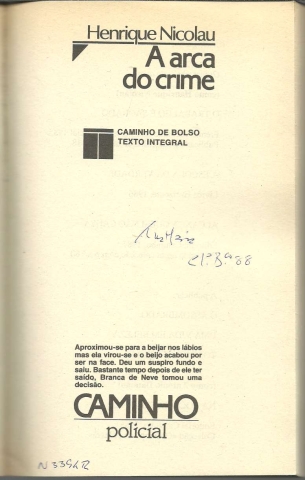 Henrique Nicolau
A arca
do crime
CAMINHO DE BOLSO
TEXTO INTEGRAL
Aproximou-se para a beijar nos lábios
mas ela virou-se e o beijo acabou por
ser na face. Deu um suspiro fundo e
saiu. Bastante tempo depois de ele ter
saído, Branca de Neve tomou uma
decisão.
CAMINHO
policial